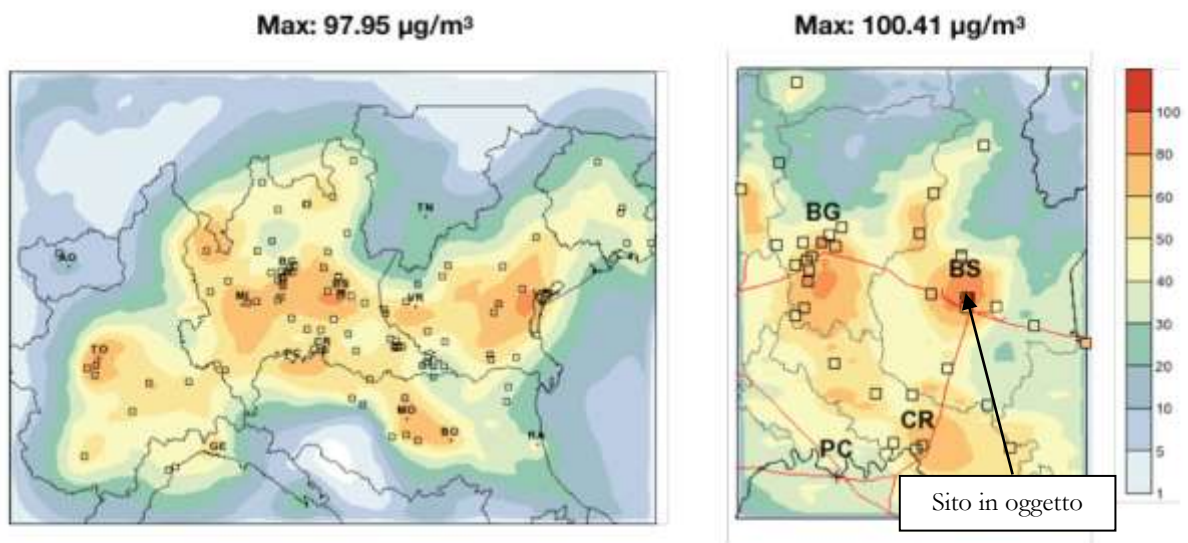 Max: 97.95 µg/m³
Max: 100.41 µg/m³
AO
TN
BG
BS
MI
VR
TO
CR
PC
MO
BO
GE
RA
BG
BS
CR
PC
100
80
60
50
40
30
20
10
5
1
Sito in oggetto